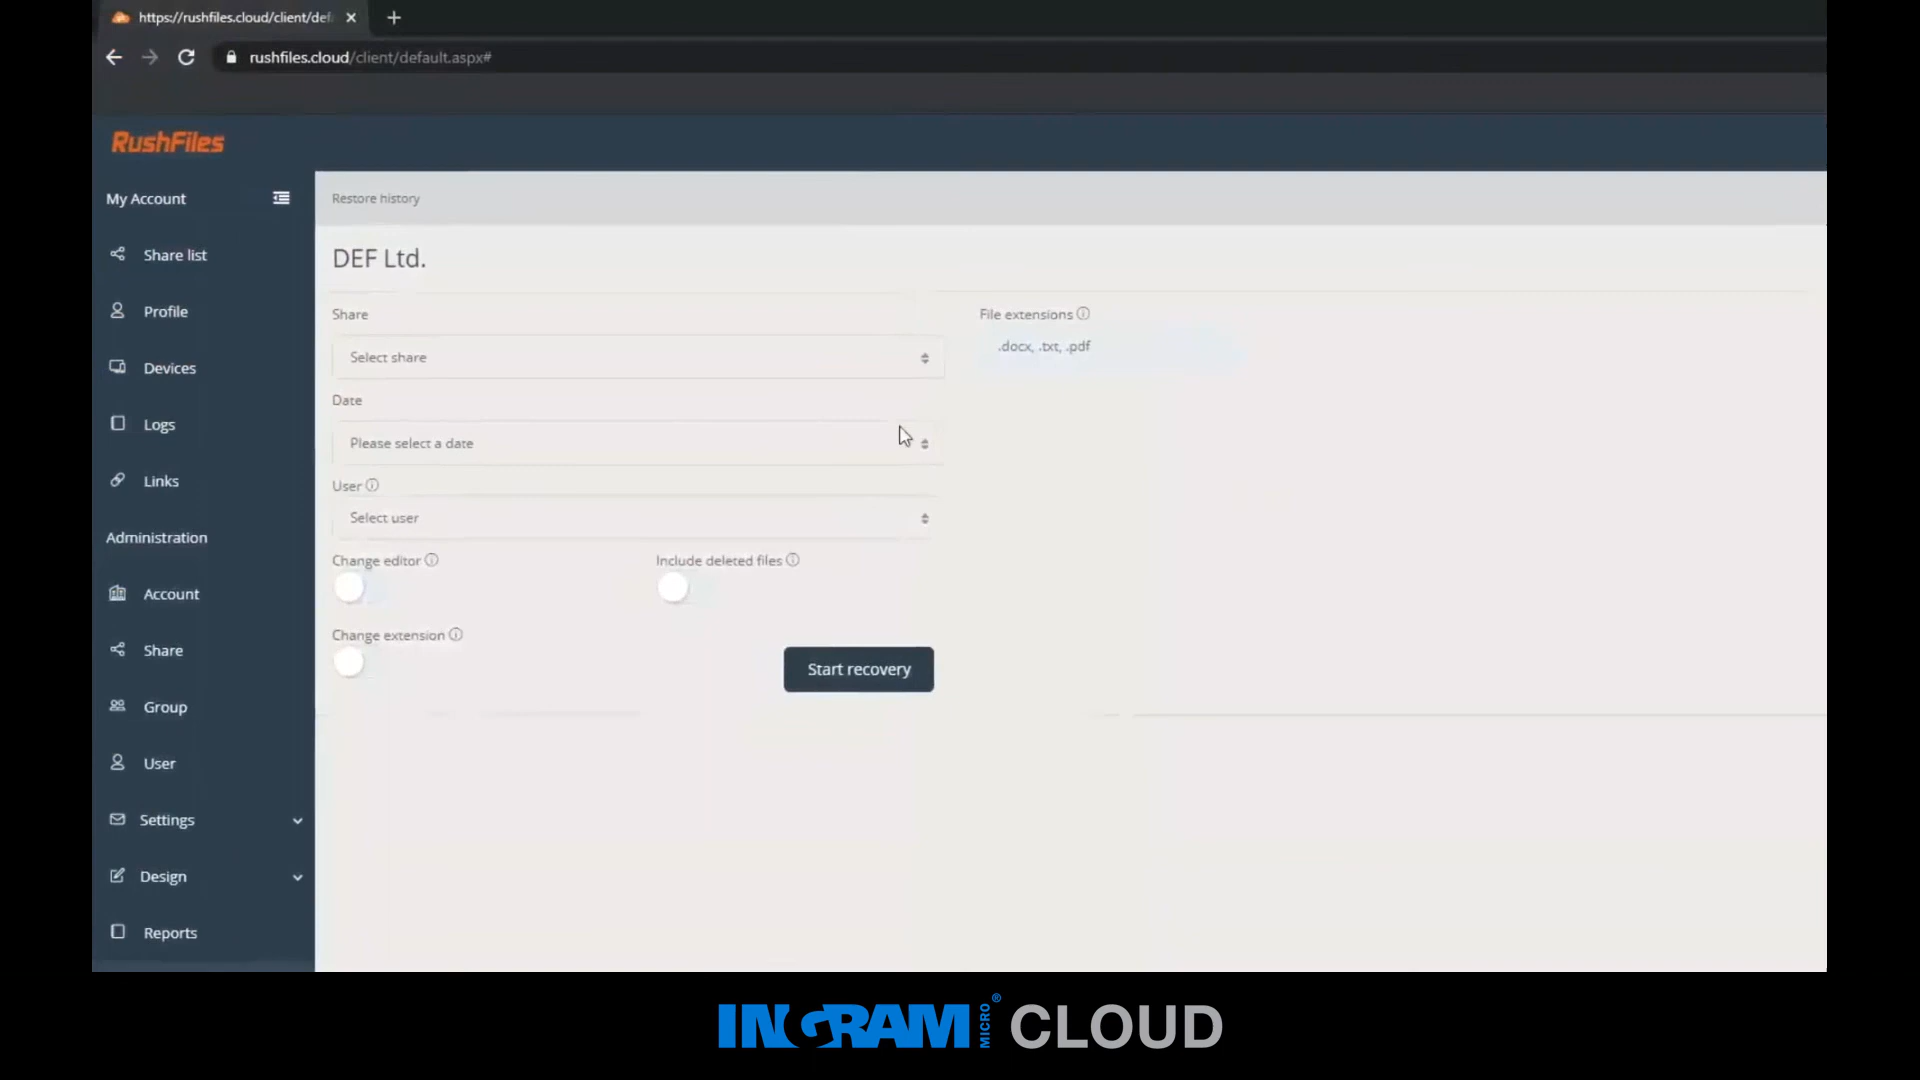 https://rushfiles.cloud/client/def
rushfiles.cloud/client/default.aspx#
RushFiles
My Account
Share list
Profile
Devices
Logs
Links
Administration
Account
Share
Group
User
Settings
Design
Reports
Restore history
DEF Ltd.
Share
Select share
Date
Please select a date
User
Select user
Change editor
Include deleted files
Change extension
Start recovery
File extensions
.docx, .txt, .pdf
INGRAM MICRO® CLOUD